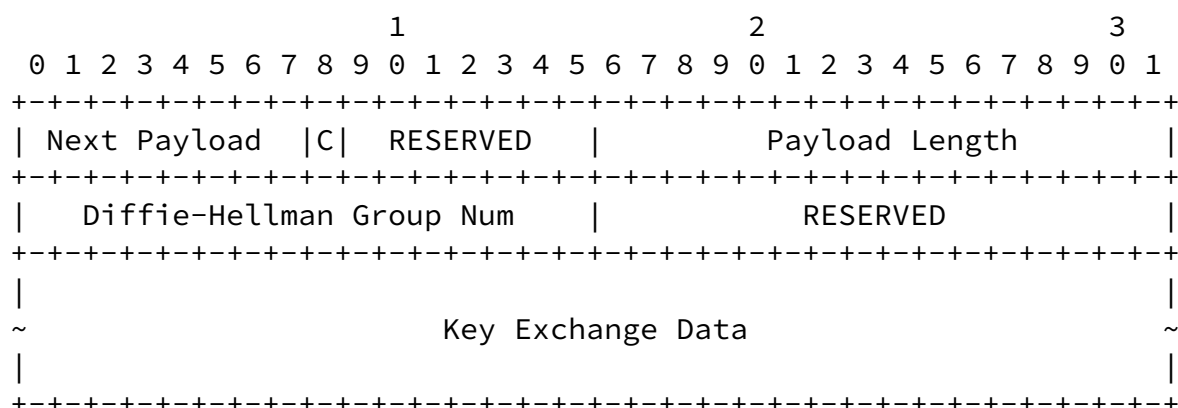 1                   2                   3
 0 1 2 3 4 5 6 7 8 9 0 1 2 3 4 5 6 7 8 9 0 1 2 3 4 5 6 7 8 9 0 1
+-+-+-+-+-+-+-+-+-+-+-+-+-+-+-+-+-+-+-+-+-+-+-+-+-+-+-+-+-+-+-+-+
| Next Payload  |C|  RESERVED   |         Payload Length        |
+-+-+-+-+-+-+-+-+-+-+-+-+-+-+-+-+-+-+-+-+-+-+-+-+-+-+-+-+-+-+-+-+
|   Diffie-Hellman Group Num    |           RESERVED            |
+-+-+-+-+-+-+-+-+-+-+-+-+-+-+-+-+-+-+-+-+-+-+-+-+-+-+-+-+-+-+-+-+
|                                                               |
~                       Key Exchange Data                       ~
|                                                               |
+-+-+-+-+-+-+-+-+-+-+-+-+-+-+-+-+-+-+-+-+-+-+-+-+-+-+-+-+-+-+-+-+